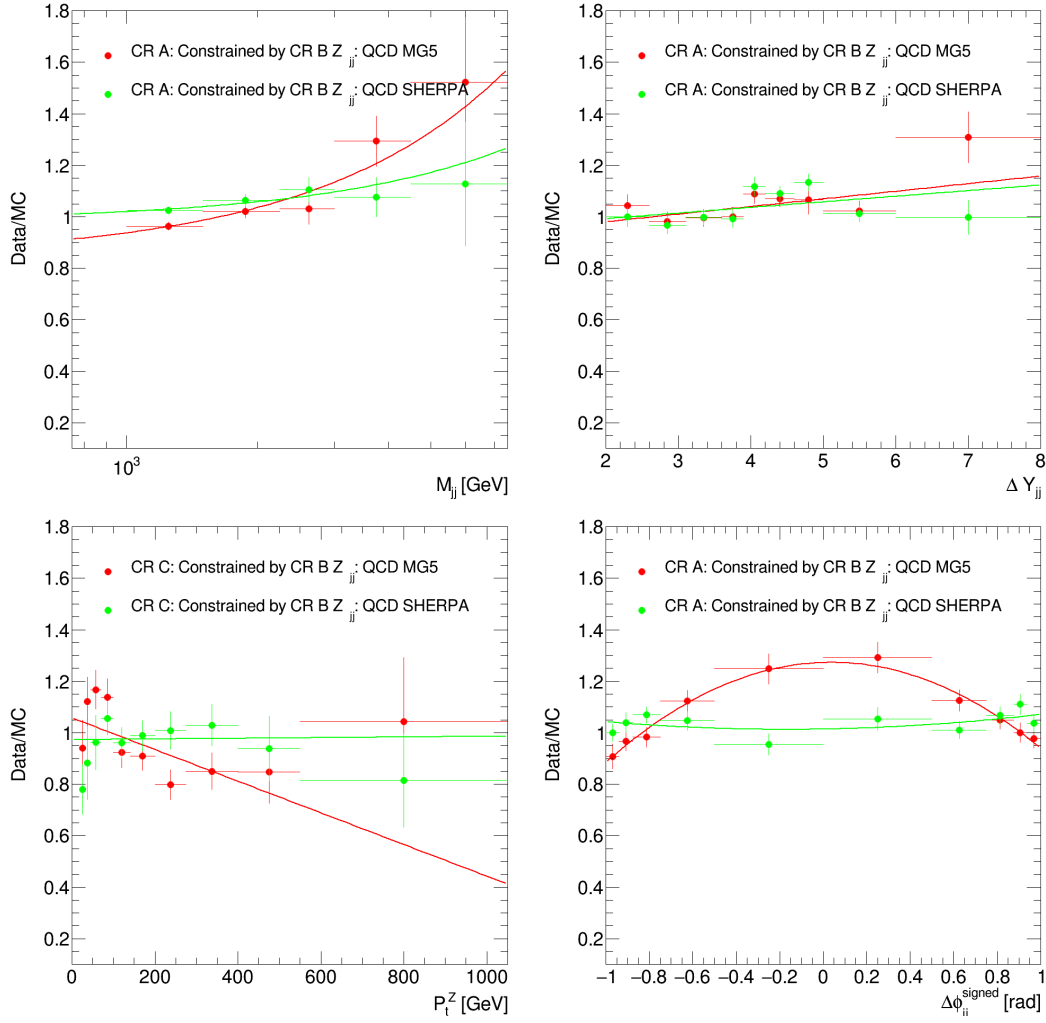 1.8
1.6
1.4
1.2
1
0.8
0.6
0.4
0.2
Data/MC
CR A: Constrained by CR B Z jj: QCD MG5
CR A: Constrained by CR B Z jj: QCD SHERPA
10³
M jj [GeV]
1.8
1.6
1.4
1.2
1
0.8
0.6
0.4
0.2
Data/MC
CR A: Constrained by CR B Z jj: QCD MG5
CR A: Constrained by CR B Z jj: QCD SHERPA
2 3 4 5 6 7 8
Δ Y jj
1.8
1.6
1.4
1.2
1
0.8
0.6
0.4
0.2
0
Data/MC
CR C: Constrained by CR B Z jj: QCD MG5
CR C: Constrained by CR B Z jj: QCD SHERPA
0 200 400 600 800 1000
P_t^Z [GeV]
1.8
1.6
1.4
1.2
1
0.8
0.6
0.4
0.2
0
Data/MC
CR A: Constrained by CR B Z jj: QCD MG5
CR A: Constrained by CR B Z jj: QCD SHERPA
−1 −0.8 −0.6 −0.4 −0.2 0 0.2 0.4 0.6 0.8 1
Δϕ_jj^signed [rad]